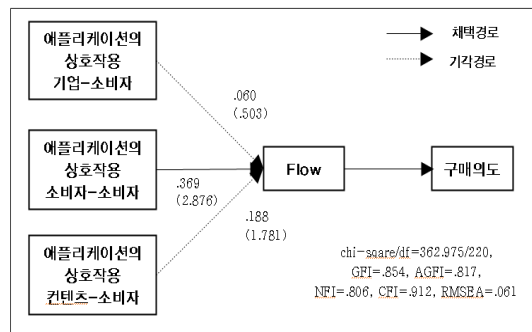 애플리케이션의
상호작용
기업-소비자
애플리케이션의
상호작용
소비자-소비자
애플리케이션의
상호작용
컨텐츠-소비자
.060
(.503)
.369
(2.876)
.188
(1.781)
Flow
구매의도
채택경로
기각경로
chi-sqare/df=362.975/220,
GFI=.854, AGFI=.817,
NFI=.806, CFI=.912, RMSEA=.061